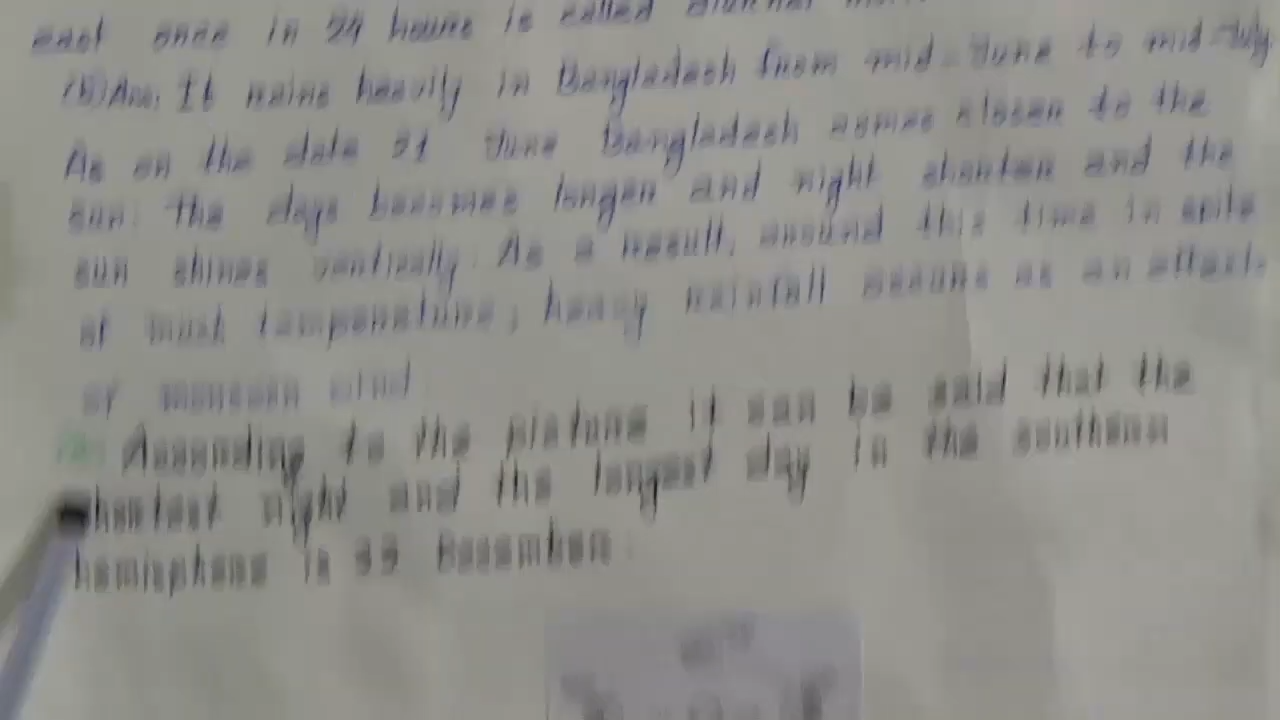 east once in 24 hours is called diurnal
(b) Ans: It rains heavily in Bangladesh from mid-June to mid-July
As on the date 21 June Bangladesh comes closer to the
sun. The days becomes longer and night shorter and the
sun shines vertically. As a result, around this time in spite
of much temperature, heavy rainfall occurs as an effect
of monsoon wind
According to the picture it can be said that the
shortest night and the longest day in the southern
hemisphere is 22 December.